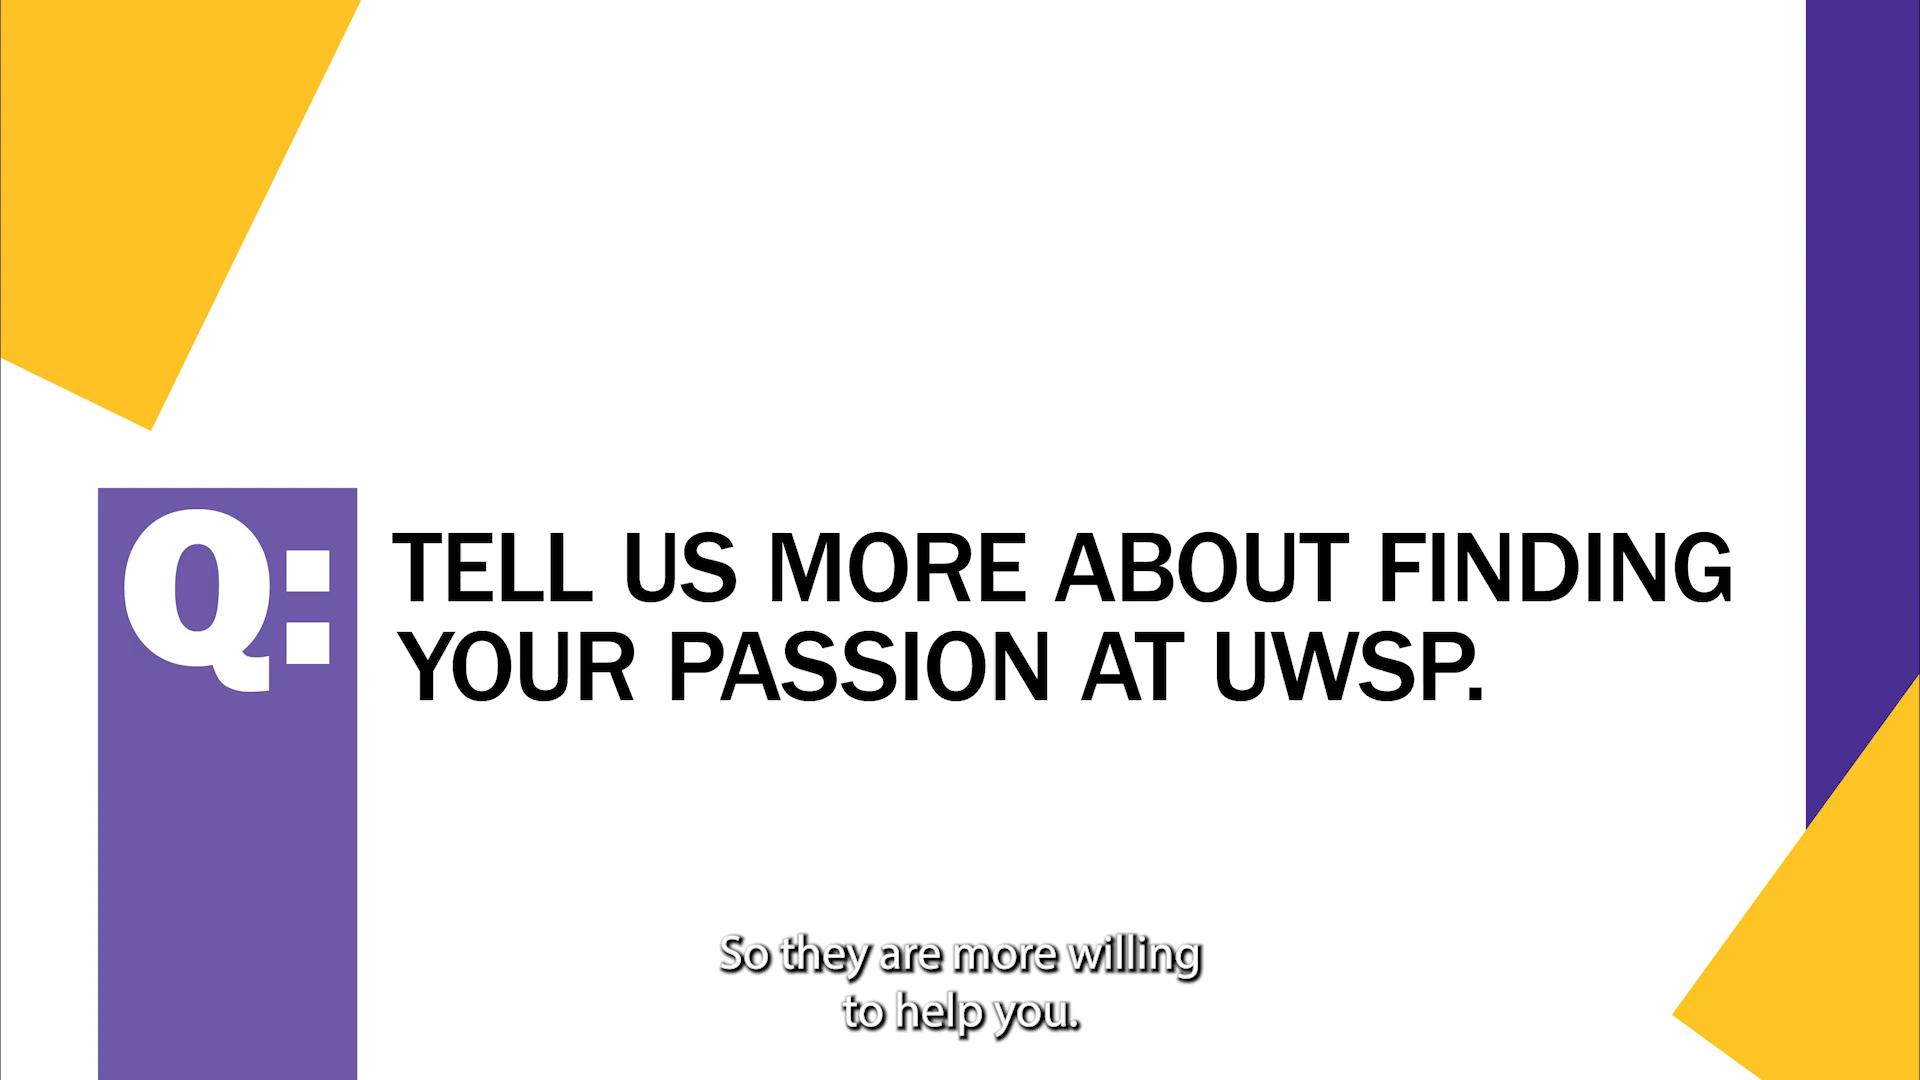 Q: TELL US MORE ABOUT FINDING
YOUR PASSION AT UWSP.
So they are more willing
to help you.